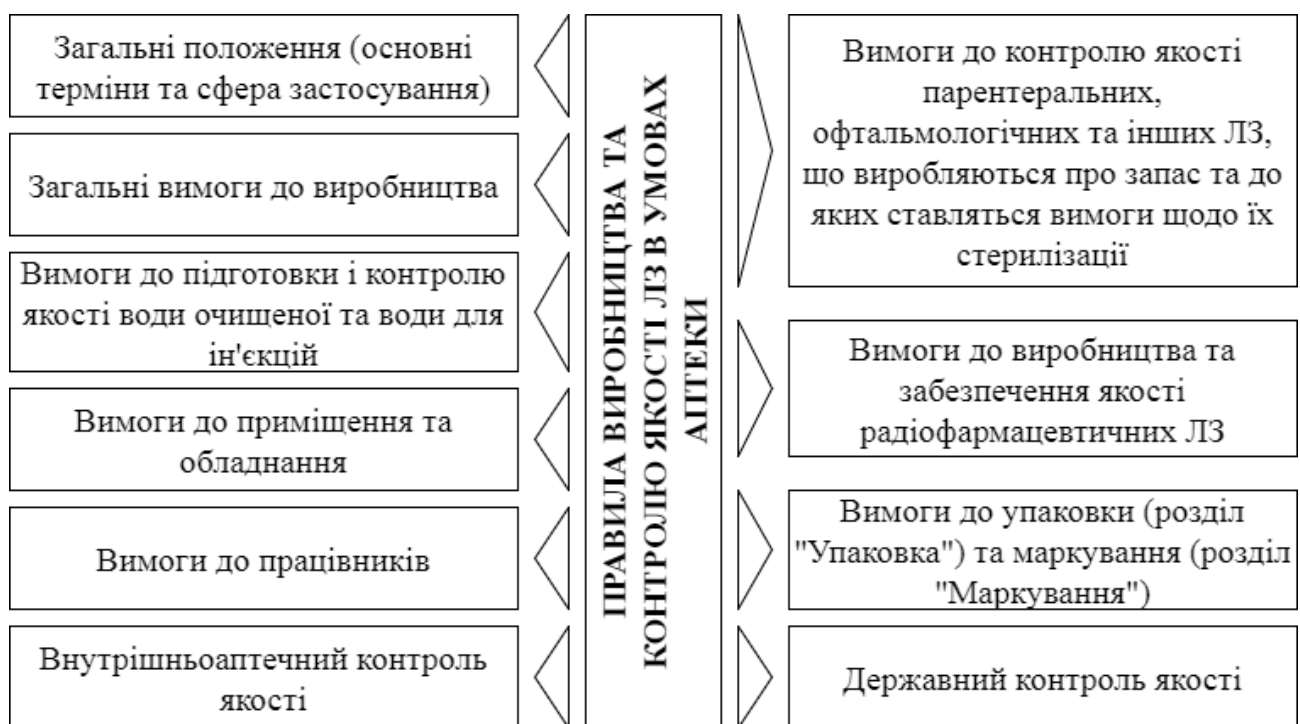 Загальні положення (основні
терміни та сфера застосування)
Загальні вимоги до виробництва
Вимоги до підготовки і контролю
якості води очищеної та води для
ін'єкцій
Вимоги до приміщення та
обладнання
Вимоги до працівників
Внутрішньоаптечний контроль
якості
ПРАВИЛА ВИРОБНИЦТВА ТА
КОНТРОЛЮ ЯКОСТІ ЛЗ В УМОВАХ
АПТЕКИ
Вимоги до контролю якості
парентеральних,
офтальмологічних та інших ЛЗ,
що виробляються про запас та до
яких ставляться вимоги щодо їх
стерилізації
Вимоги до виробництва та
забезпечення якості
радіофармацевтичних ЛЗ
Вимоги до упаковки (розділ
"Упаковка") та маркування (розділ
"Маркування")
Державний контроль якості